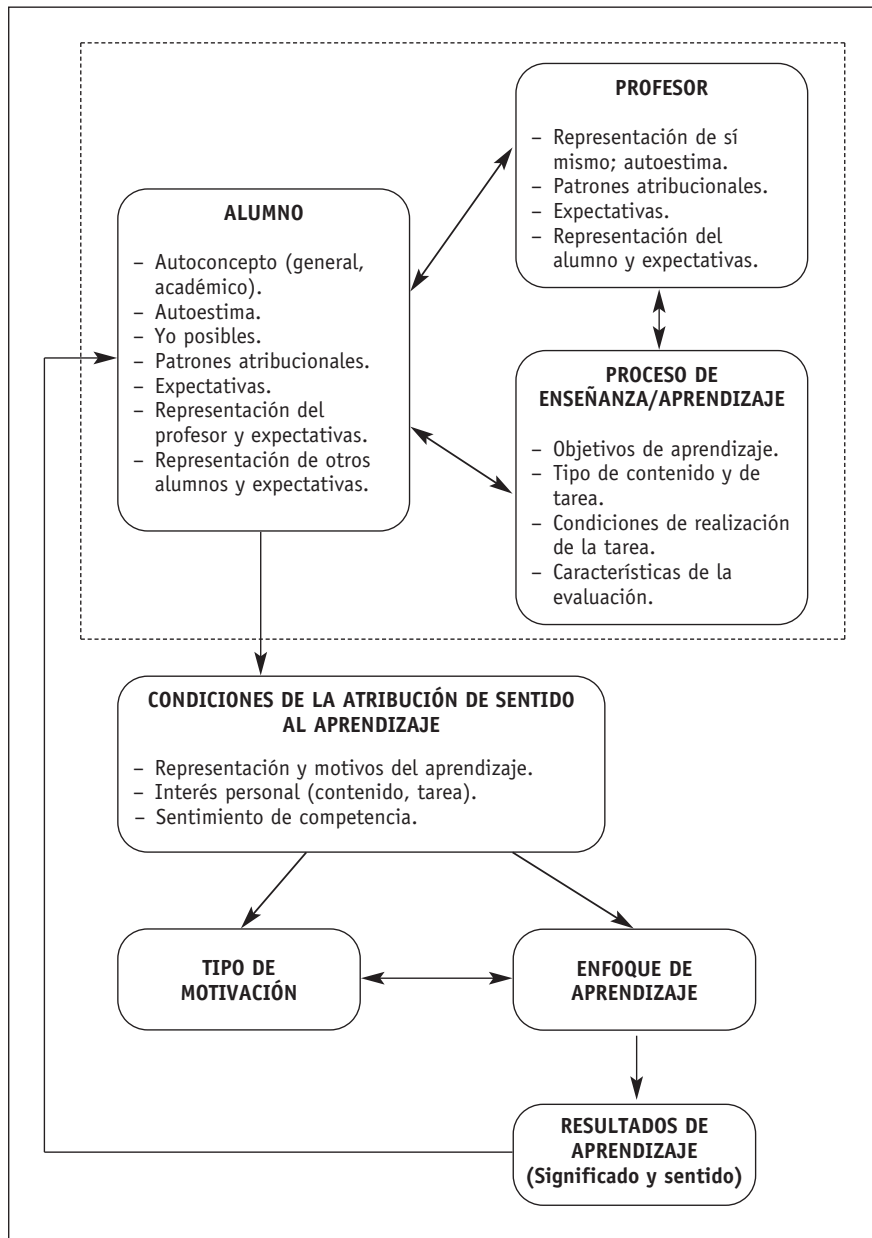 PROFESOR
– Representación de sí
mismo; autoestima.
– Patrones atribucionales.
– Expectativas.
– Representación del
alumno y expectativas.
ALUMNO
– Autoconcepto (general,
académico).
– Autoestima.
– Yo posibles.
– Patrones atribucionales.
– Expectativas.
– Representación del
profesor y expectativas.
– Representación de otros
alumnos y expectativas.
PROCESO DE
ENSEÑANZA/APRENDIZAJE
– Objetivos de aprendizaje.
– Tipo de contenido y de
tarea.
– Condiciones de realización
de la tarea.
– Características de la
evaluación.
CONDICIONES DE LA ATRIBUCIÓN DE SENTIDO
AL APRENDIZAJE
– Representación y motivos del aprendizaje.
– Interés personal (contenido, tarea).
– Sentimiento de competencia.
TIPO DE
MOTIVACIÓN
ENFOQUE DE
APRENDIZAJE
RESULTADOS DE
APRENDIZAJE
(Significado y sentido)